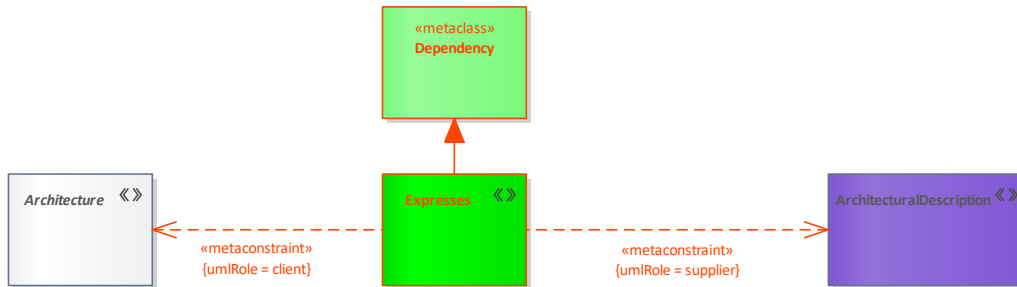 «metaclass»
Dependency
Architecture «»
Expresses «»
ArchitecturalDescription «»
«metaconstraint»
{umlRole = client}
«metaconstraint»
{umlRole = supplier}